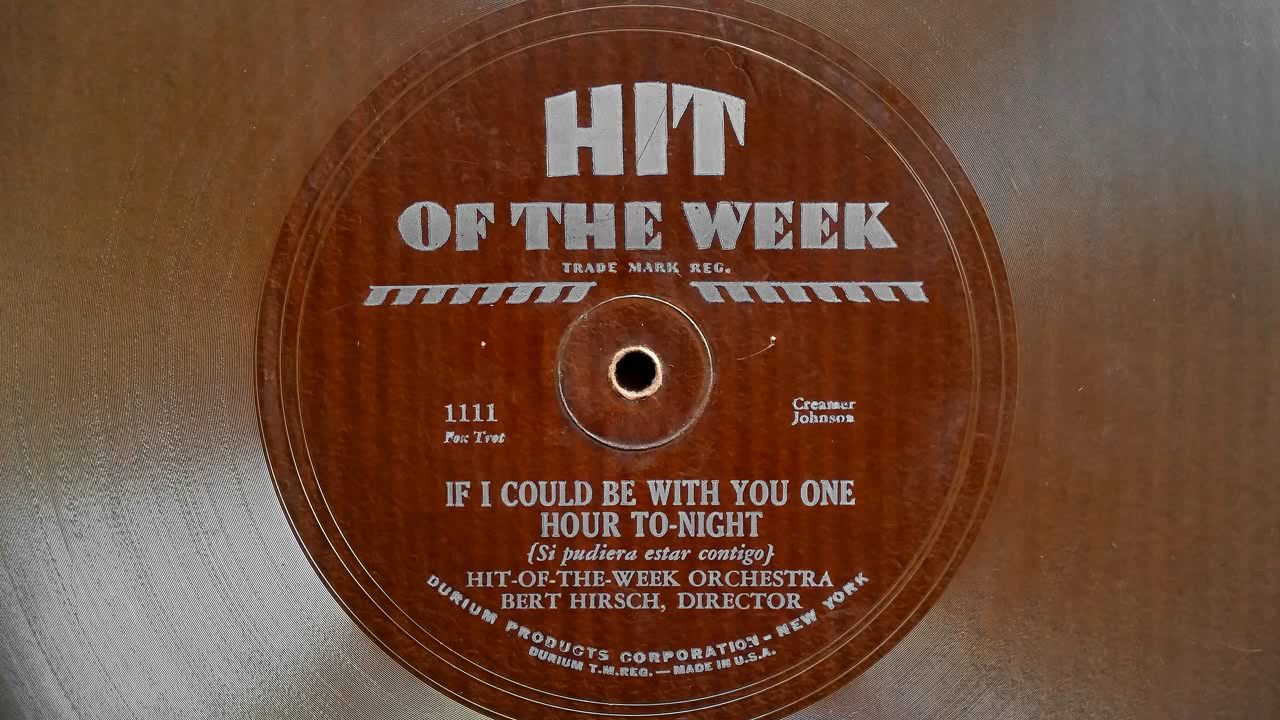 HIT
OF THE WEEK
TRADE MARK REG.
1111
Fox Trot
Creamer
Johnson
IF I COULD BE WITH YOU ONE
HOUR TO-NIGHT
{Si pudiera estar contigo}
HIT-OF-THE-WEEK ORCHESTRA
BERT HIRSCH, DIRECTOR
DURIUM PRODUCTS CORPORATION - NEW YORK
DURIUM T.M.REG. — MADE IN U.S.A.